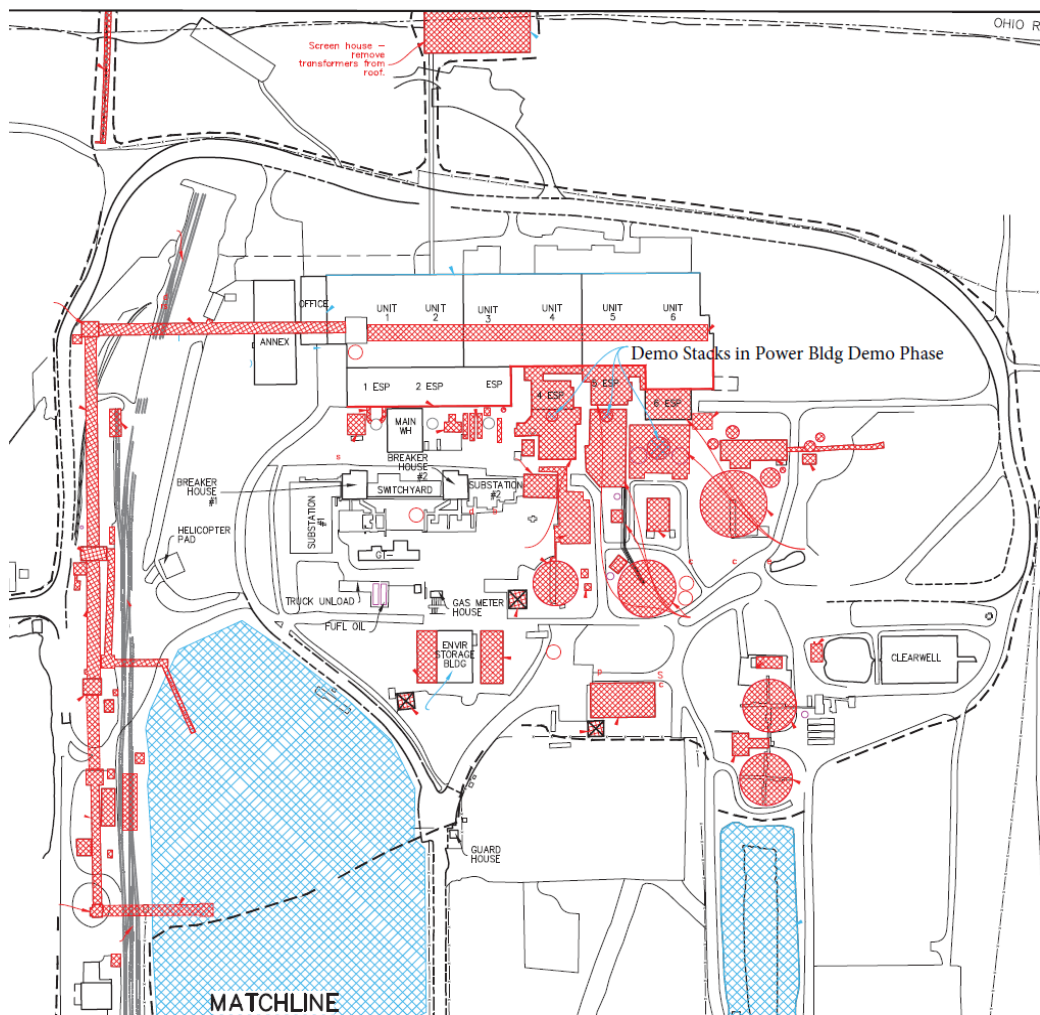 OHIO R
Screen house –
remove
transformers from
roof.
OFFICE
ANNEX
UNIT
1
UNIT
2
UNIT
3
UNIT
4
UNIT
5
UNIT
6
Demo Stacks in Power Bldg Demo Phase
1 ESP
2 ESP
ESP
4 ESP
5 ESP
6 ESP
MAIN
WH
BREAKER
HOUSE
#2
BREAKER
HOUSE
#1
SWITCHYARD
SUBSTATION
#2
SUBSTATION
#1
HELICOPTER
PAD
GT
TRUCK UNLOAD
FUFL OIL
GAS METER
HOUSE
ENVIR
STORAGE
BLDG
CLEARWELL
s
c
c
p
S
c
GUARD
HOUSE
MATCHLINE